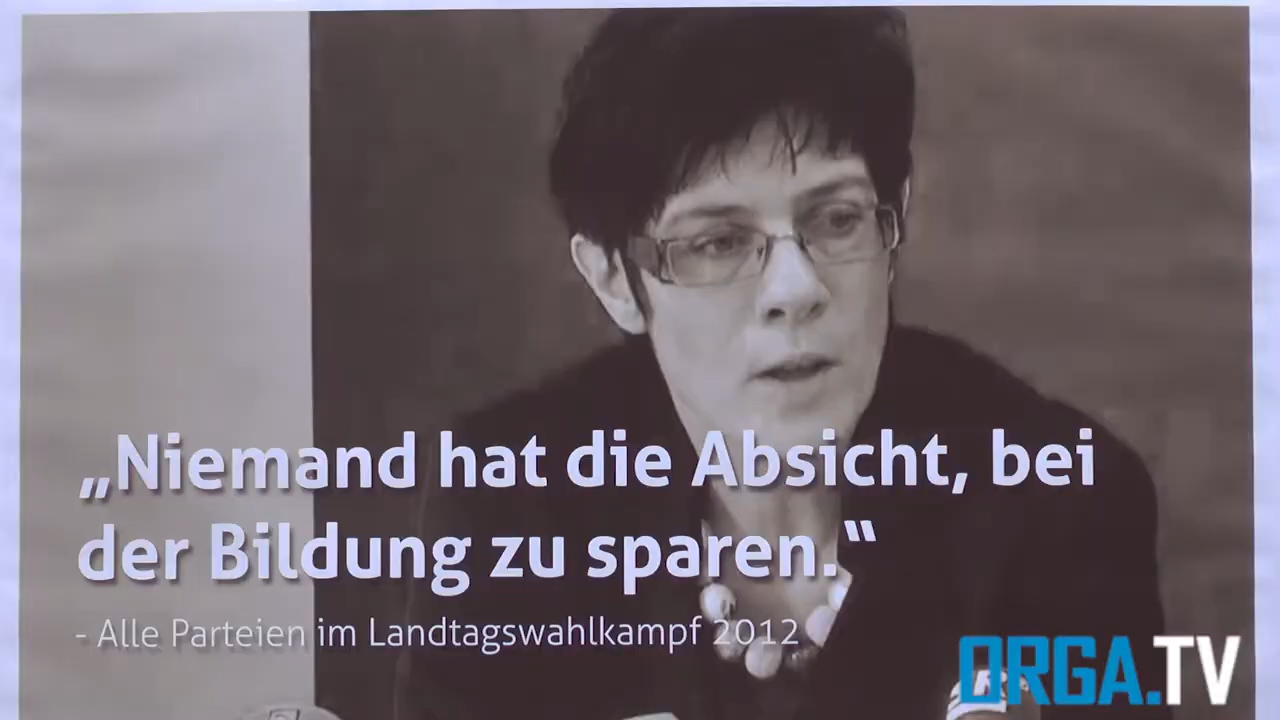 „Niemand hat die Absicht, bei
der Bildung zu sparen.“
- Alle Parteien im Landtagswahlkampf 2012
ORGA.TV